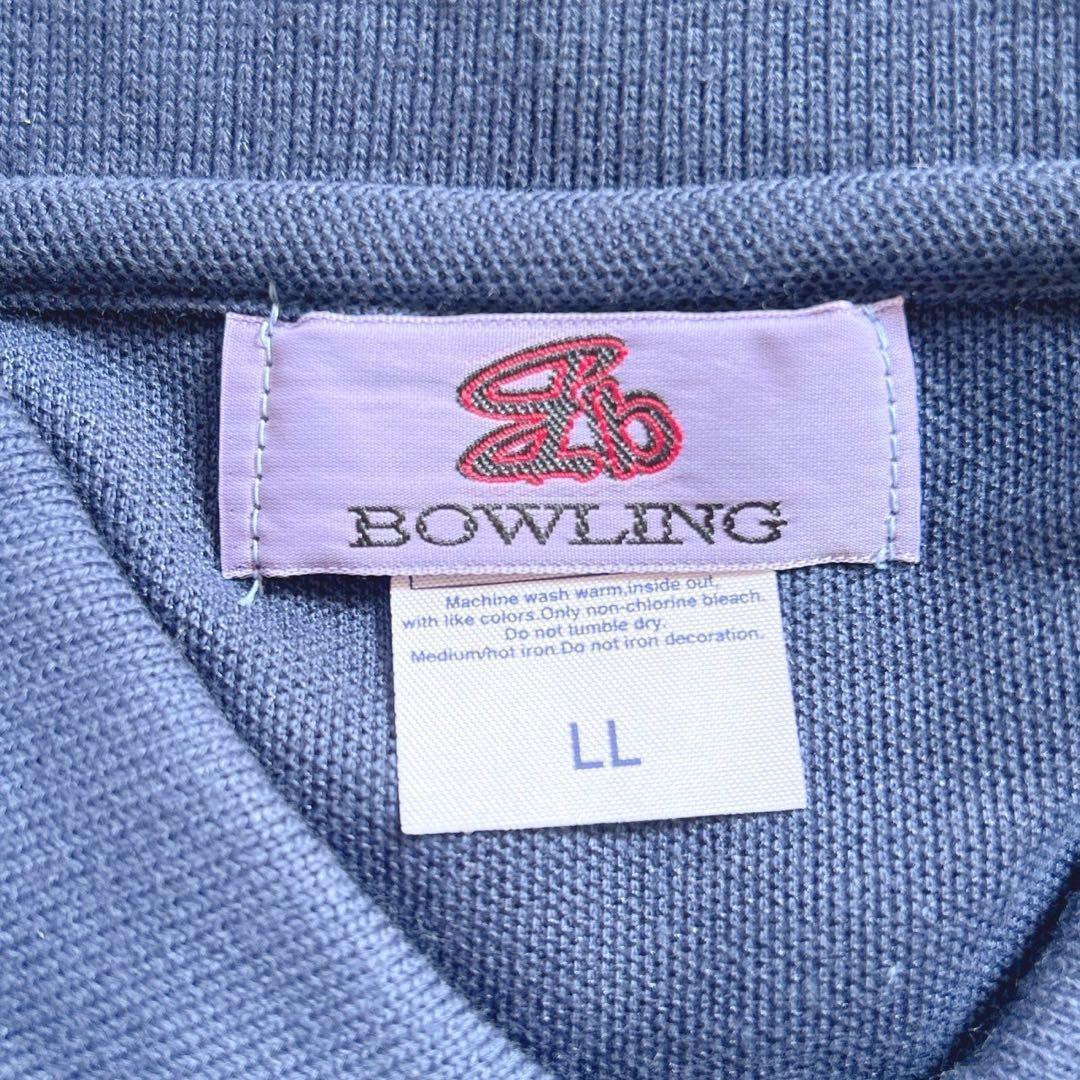 BOWLING
Machine wash warm,inside out,
with like colors.Only non-chlorine bleach.
Do not tumble dry.
Medium/hot iron.Do not iron decoration.
LL